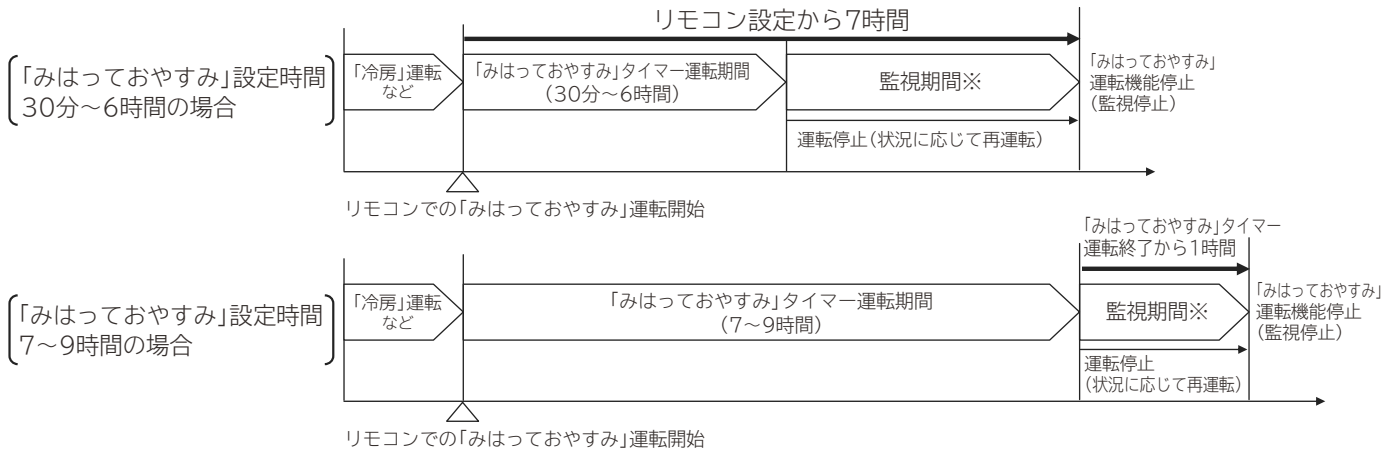 リモコン設定から7時間
「みはっておやすみ」設定時間
30分～6時間の場合
「冷房」運転
など
「みはっておやすみ」タイマー運転期間
(30分～6時間)
監視期間※
「みはっておやすみ」
運転機能停止
(監視停止)
運転停止(状況に応じて再運転)
リモコンでの「みはっておやすみ」運転開始
「みはっておやすみ」タイマー
運転終了から1時間
「みはっておやすみ」設定時間
7～9時間の場合
「冷房」運転
など
「みはっておやすみ」タイマー運転期間
(7～9時間)
監視期間※
「みはっておやすみ」
運転機能停止
(監視停止)
運転停止
(状況に応じて再運転)
リモコンでの「みはっておやすみ」運転開始